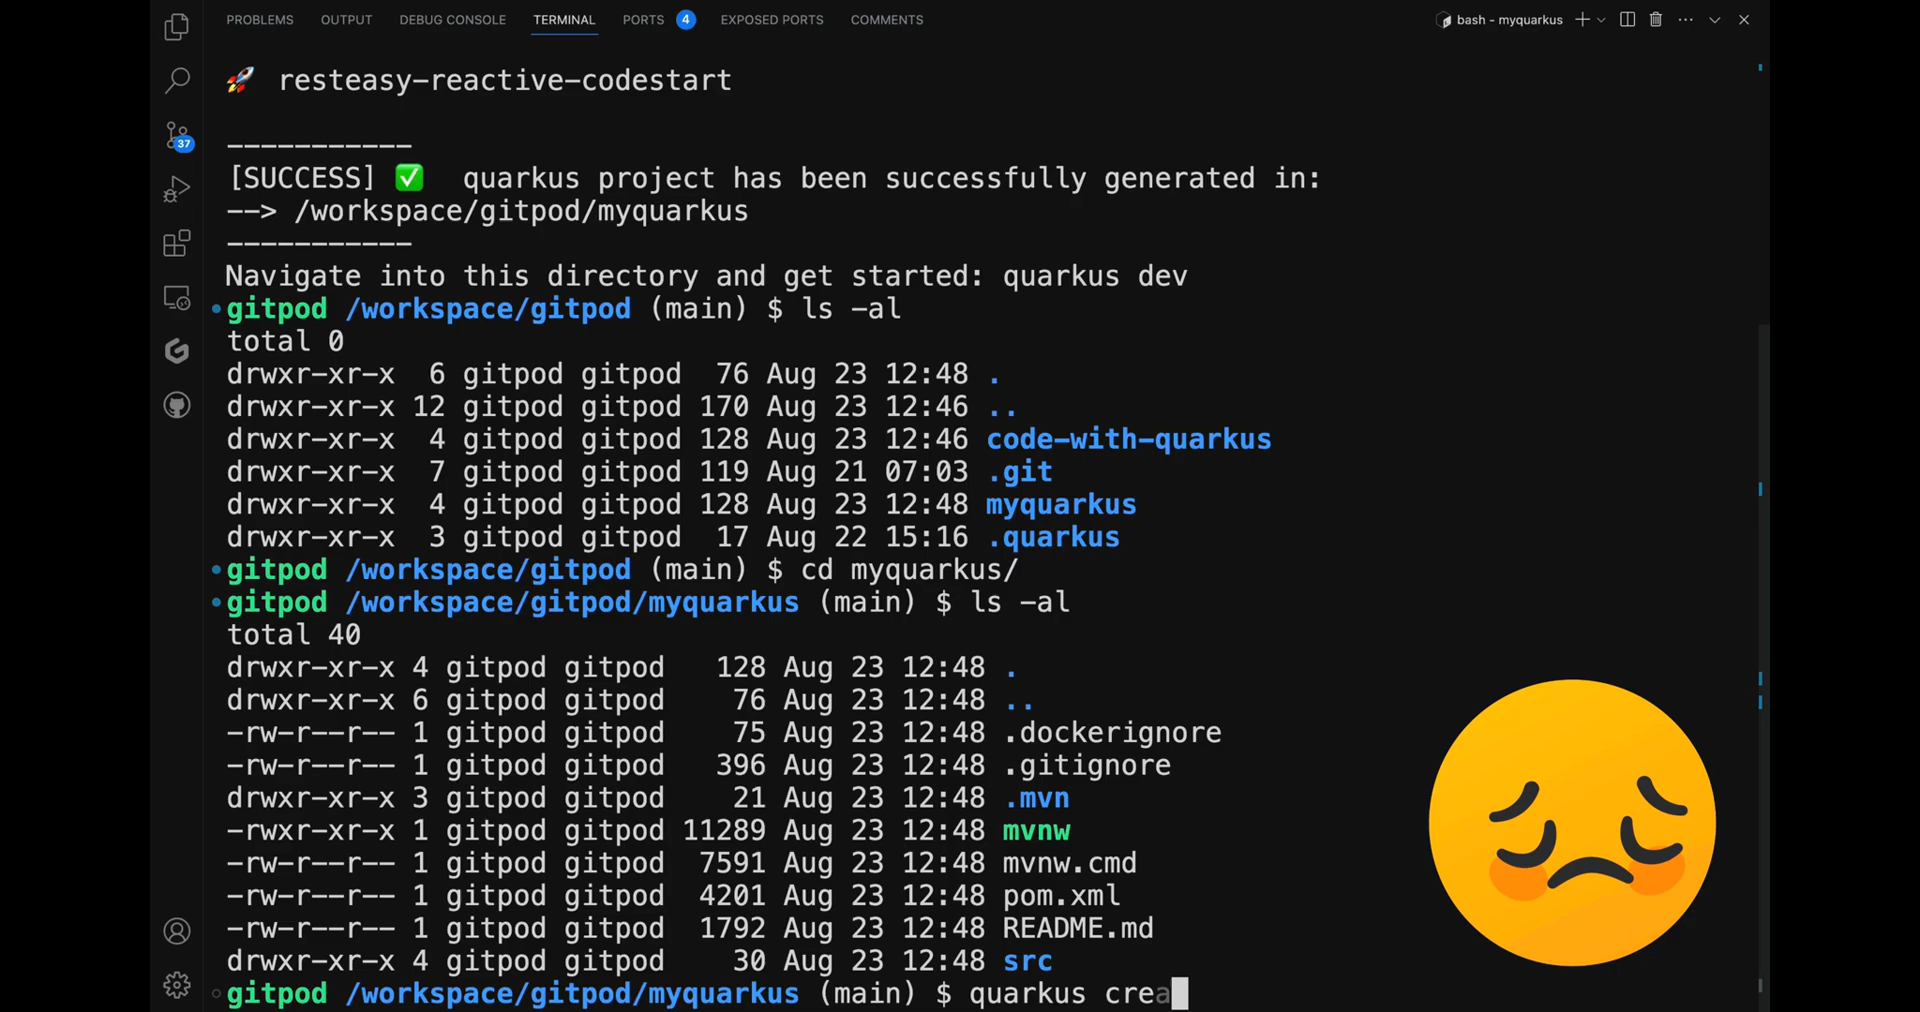 PROBLEMS OUTPUT DEBUG CONSOLE TERMINAL PORTS 4 EXPOSED PORTS COMMENTS bash - myquarkus
🚀 resteasy-reactive-codestart
37
-----------
[SUCCESS] ✅ quarkus project has been successfully generated in:
--> /workspace/gitpod/myquarkus
-----------
Navigate into this directory and get started: quarkus dev
gitpod /workspace/gitpod (main) $ ls -al
total 0
drwxr-xr-x  6 gitpod gitpod  76 Aug 23 12:48 .
drwxr-xr-x 12 gitpod gitpod 170 Aug 23 12:46 ..
drwxr-xr-x  4 gitpod gitpod 128 Aug 23 12:46 code-with-quarkus
drwxr-xr-x  7 gitpod gitpod 119 Aug 21 07:03 .git
drwxr-xr-x  4 gitpod gitpod 128 Aug 23 12:48 myquarkus
drwxr-xr-x  3 gitpod gitpod  17 Aug 22 15:16 .quarkus
gitpod /workspace/gitpod (main) $ cd myquarkus/
gitpod /workspace/gitpod/myquarkus (main) $ ls -al
total 40
drwxr-xr-x 4 gitpod gitpod   128 Aug 23 12:48 .
drwxr-xr-x 6 gitpod gitpod    76 Aug 23 12:48 ..
-rw-r--r-- 1 gitpod gitpod    75 Aug 23 12:48 .dockerignore
-rw-r--r-- 1 gitpod gitpod   396 Aug 23 12:48 .gitignore
drwxr-xr-x 3 gitpod gitpod    21 Aug 23 12:48 .mvn
-rwxr-xr-x 1 gitpod gitpod 11289 Aug 23 12:48 mvnw
-rw-r--r-- 1 gitpod gitpod  7591 Aug 23 12:48 mvnw.cmd
-rw-r--r-- 1 gitpod gitpod  4201 Aug 23 12:48 pom.xml
-rw-r--r-- 1 gitpod gitpod  1792 Aug 23 12:48 README.md
drwxr-xr-x 4 gitpod gitpod    30 Aug 23 12:48 src
gitpod /workspace/gitpod/myquarkus (main) $ quarkus crea